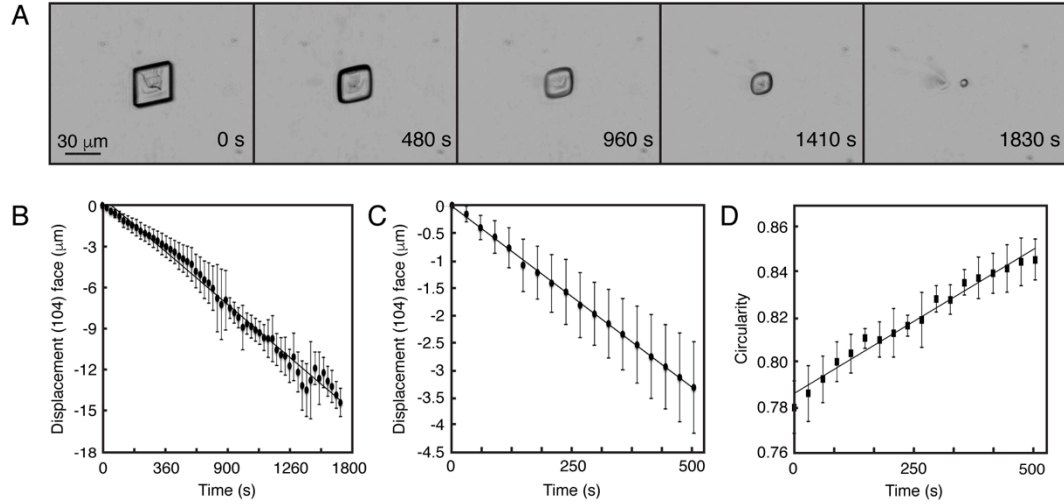 A
30 μm
0 s
480 s
960 s
1410 s
1830 s
B
Displacement (104) face (μm)
0
-3
-6
-9
-12
-15
-18
0
360
900
1260
1800
Time (s)
C
Displacement (104) face (μm)
0
-0.5
-1
-1.5
-2
-2.5
-3
-3.5
-4
-4.5
0
250
500
Time (s)
D
Circularity
0.86
0.84
0.82
0.80
0.78
0.76
0
250
500
Time (s)